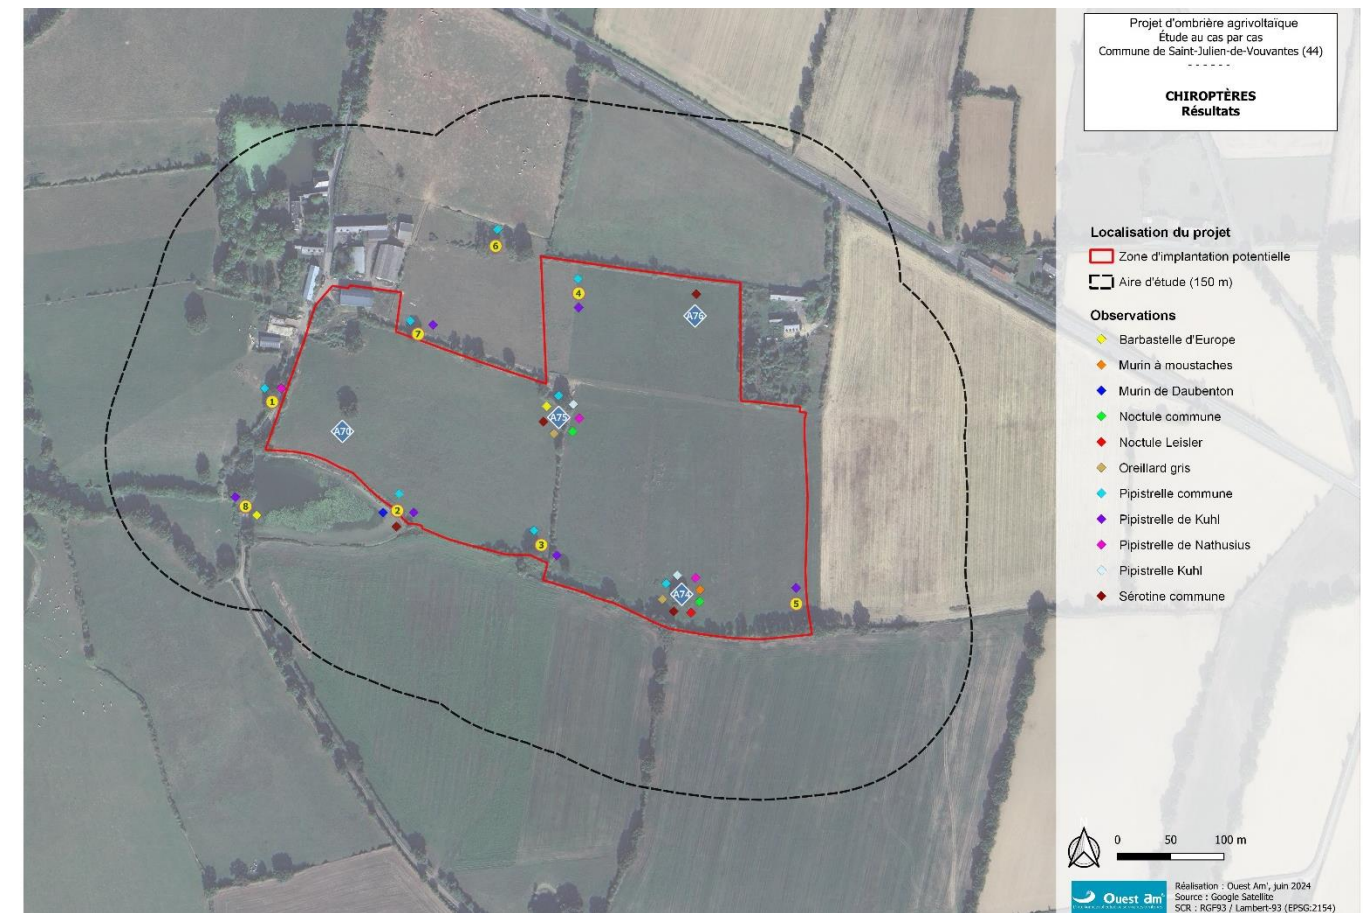 Projet d'ombrière agrivoltaïque
Étude au cas par cas
Commune de Saint-Julien-de-Vouvantes (44)
- - - - - -
CHIROPTÈRES
Résultats
Localisation du projet
Zone d'implantation potentielle
Aire d'étude (150 m)
Observations
Barbastelle d'Europe
Murin à moustaches
Murin de Daubenton
Noctule commune
Noctule Leisler
Oreillard gris
Pipistrelle commune
Pipistrelle de Kuhl
Pipistrelle de Nathusius
Pipistrelle Kuhl
Sérotine commune
6
4
A76
7
1
A75
A70
8
2
3
A74
5
0 50 100 m
Ouest am'
Réalisation : Ouest Am', juin 2024
Source : Google Satellite
SCR : RGF93 / Lambert-93 (EPSG:2154)